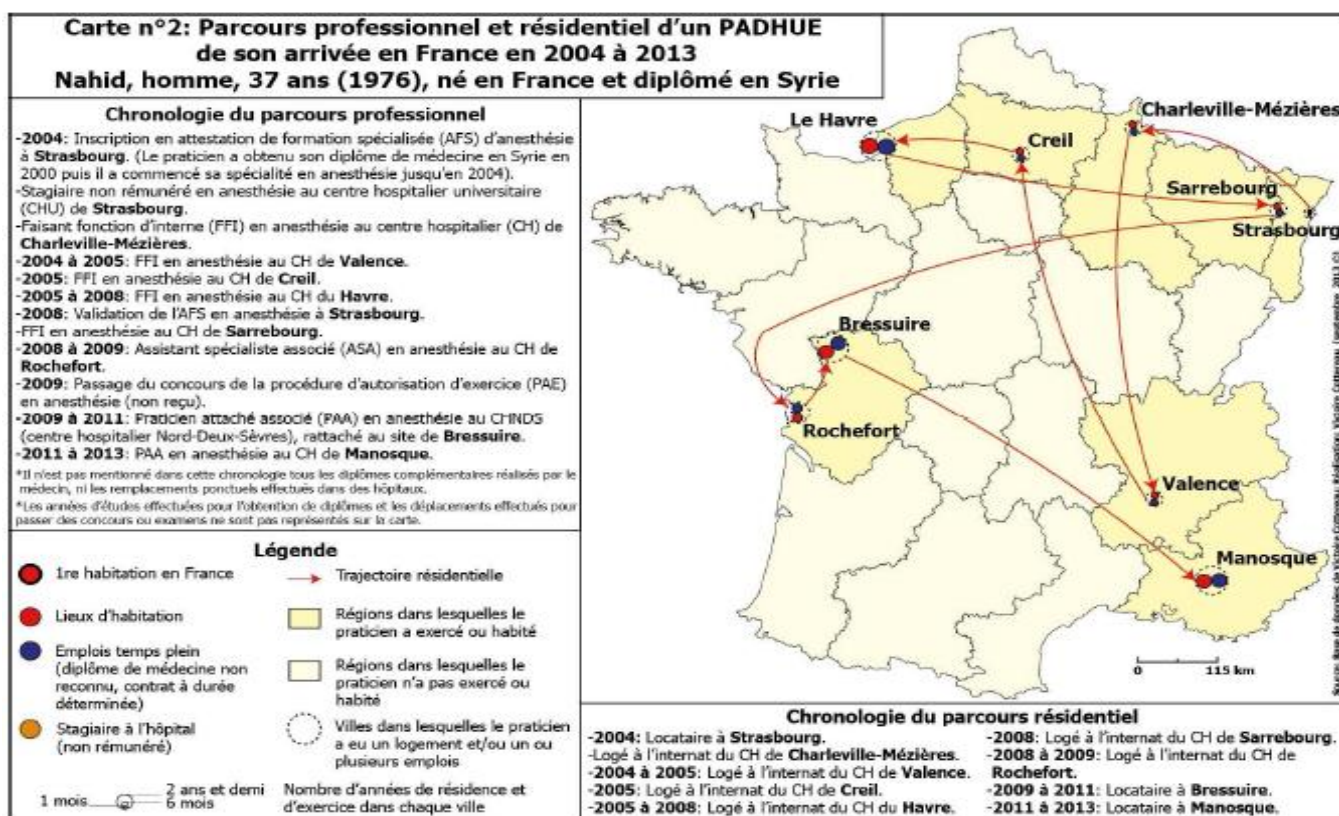 Carte n°2: Parcours professionnel et résidentiel d'un PADHUE
de son arrivée en France en 2004 à 2013
Nahid, homme, 37 ans (1976), né en France et diplômé en Syrie
Chronologie du parcours professionnel
-2004: Inscription en attestation de formation spécialisée (AFS) d'anesthésie
à Strasbourg. (Le praticien a obtenu son diplôme de médecine en Syrie en
2000 puis il a commencé sa spécialité en anesthésie jusqu'en 2004).
-Stagiaire non rémunéré en anesthésie au centre hospitalier universitaire
(CHU) de Strasbourg.
-Faisant fonction d'interne (FFI) en anesthésie au centre hospitalier (CH) de
Charleville-Mézières.
-2004 à 2005: FFI en anesthésie au CH de Valence.
-2005: FFI en anesthésie au CH de Creil.
-2005 à 2008: FFI en anesthésie au CH du Havre.
-2008: Validation de l'AFS en anesthésie à Strasbourg.
-FFI en anesthésie au CH de Sarrebourg.
-2008 à 2009: Assistant spécialiste associé (ASA) en anesthésie au CH de
Rochefort.
-2009: Passage du concours de la procédure d'autorisation d'exercice (PAE)
en anesthésie (non reçu).
-2009 à 2011: Praticien attaché associé (PAA) en anesthésie au CHNDS
(centre hospitalier Nord-Deux-Sèvres), rattaché au site de Bressuire.
-2011 à 2013: PAA en anesthésie au CH de Manosque.
*Il n'est pas mentionné dans cette chronologie tous les diplômes complémentaires réalisés par le
médecin, ni les remplacements ponctuels effectués dans des hôpitaux.
*Les années d'études effectuées pour l'obtention de diplômes et les déplacements effectués pour
passer des concours ou examens ne sont pas représentés sur la carte.
Légende
1re habitation en France
Lieux d'habitation
Emplois temps plein
(diplôme de médecine non
reconnu, contrat à durée
déterminée)
Stagiaire à l'hôpital
(non rémunéré)
1 mois
2 ans et demi
6 mois
Trajectoire résidentielle
Régions dans lesquelles le
praticien a exercé ou habité
Régions dans lesquelles le
praticien n'a pas exercé ou
habité
Villes dans lesquelles le praticien
a eu un logement et/ou un ou
plusieurs emplois
Nombre d'années de résidence et
d'exercice dans chaque ville
Charleville-Mézières
Le Havre
Creil
Sarrebourg
Strasbourg
Bressuire
Rochefort
Valence
Manosque
0 115 km
Chronologie du parcours résidentiel
-2004: Locataire à Strasbourg.
-Logé à l'internat du CH de Charleville-Mézières.
-2004 à 2005: Logé à l'internat du CH de Valence.
-2005: Logé à l'internat du CH de Creil.
-2005 à 2008: Logé à l'internat du CH du Havre.
-2008: Logé à l'internat du CH de Sarrebourg.
-2008 à 2009: Logé à l'internat du CH de
Rochefort.
-2009 à 2011: Locataire à Bressuire.
-2011 à 2013: Locataire à Manosque.